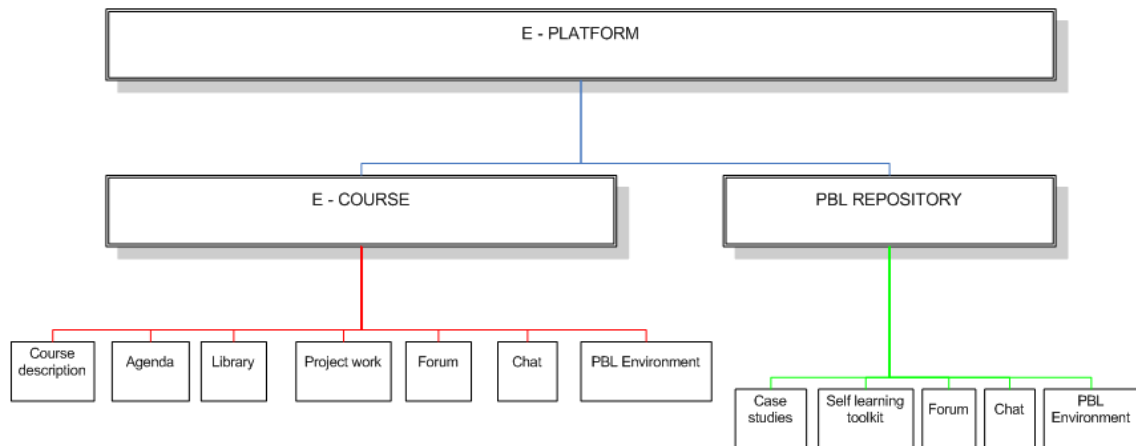 E - PLATFORM
E - COURSE
PBL REPOSITORY
Course
description
Agenda
Library
Project work
Forum
Chat
PBL Environment
Case
studies
Self learning
toolkit
Forum
Chat
PBL
Environment